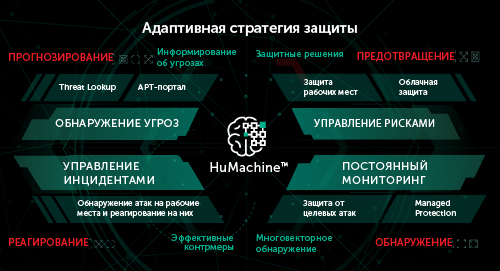 Адаптивная стратегия защиты
ПРОГНОЗИРОВАНИЕ
Информирование
об угрозах
Защитные решения
ПРЕДОТВРАЩЕНИЕ
Threat Lookup
APT-портал
Защита
рабочих мест
Облачная
защита
ОБНАРУЖЕНИЕ УГРОЗ
УПРАВЛЕНИЕ РИСКАМИ
HuMachine™
УПРАВЛЕНИЕ
ИНЦИДЕНТАМИ
ПОСТОЯННЫЙ
МОНИТОРИНГ
Обнаружение атак на рабочие
места и реагирование на них
Защита от
целевых атак
Managed
Protection
РЕАГИРОВАНИЕ
Эффективные
контрмеры
Многовекторное
обнаружение
ОБНАРУЖЕНИЕ